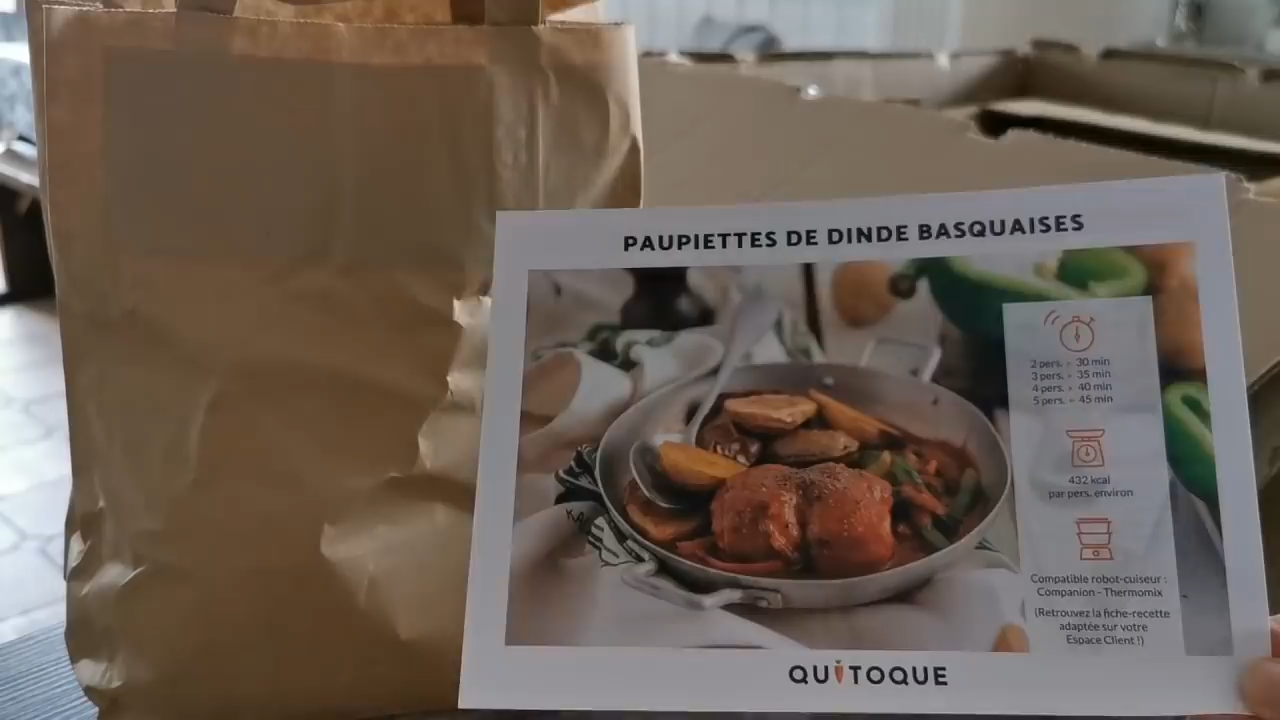 PAUPIETTES DE DINDE BASQUAISES
2 pers. - 30 min
3 pers. - 35 min
4 pers. - 40 min
5 pers. - 45 min
432 kcal
par pers. environ
Compatible robot-cuiseur :
Companion - Thermomix
(Retrouvez la fiche-recette
adaptée sur votre
Espace Client !)
QUITOQUE